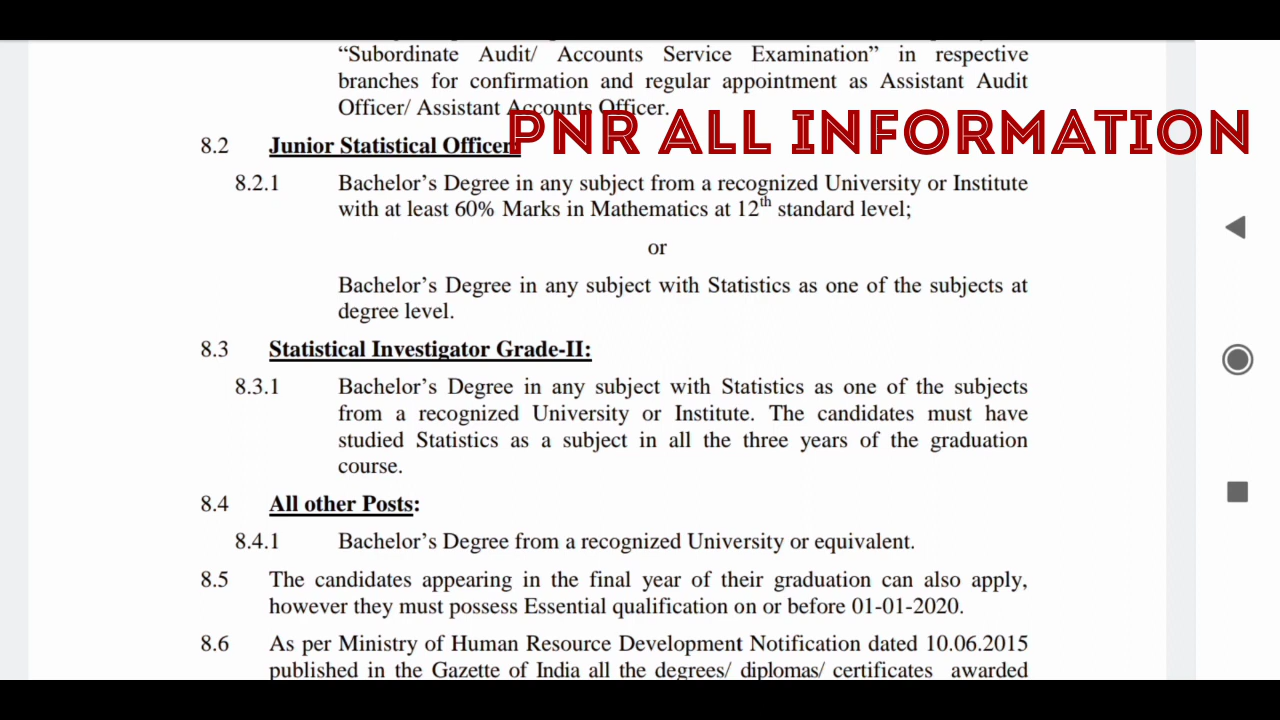 “Subordinate Audit/ Accounts Service Examination” in respective
branches for confirmation and regular appointment as Assistant Audit
Officer/ Assistant Accounts Officer.
PNR ALL INFORMATION
8.2 Junior Statistical Officer
8.2.1 Bachelor’s Degree in any subject from a recognized University or Institute
with at least 60% Marks in Mathematics at 12th standard level;
or
Bachelor’s Degree in any subject with Statistics as one of the subjects at
degree level.
8.3 Statistical Investigator Grade-II:
8.3.1 Bachelor’s Degree in any subject with Statistics as one of the subjects
from a recognized University or Institute. The candidates must have
studied Statistics as a subject in all the three years of the graduation
course.
8.4 All other Posts:
8.4.1 Bachelor’s Degree from a recognized University or equivalent.
8.5 The candidates appearing in the final year of their graduation can also apply,
however they must possess Essential qualification on or before 01-01-2020.
8.6 As per Ministry of Human Resource Development Notification dated 10.06.2015
published in the Gazette of India all the degrees/ diplomas/ certificates awarded